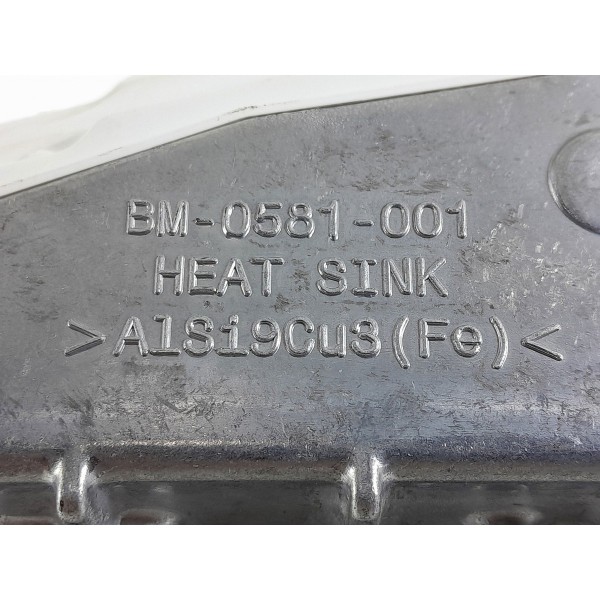 BM-0581-001
HEAT SINK
>AlSi9Cu3(Fe)<